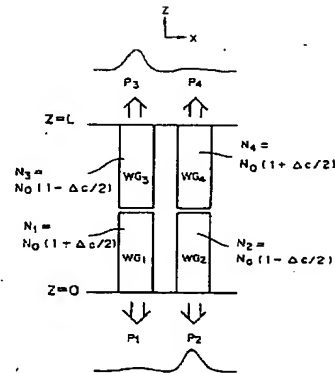 Z
X
P3 P4
Z=L
N3=
N0(1-Δc/2)
N4=
N0(1+Δc/2)
WG3 WG4
N1=
N0(1+Δc/2)
N2=
N0(1-Δc/2)
WG1 WG2
Z=0
P1 P2